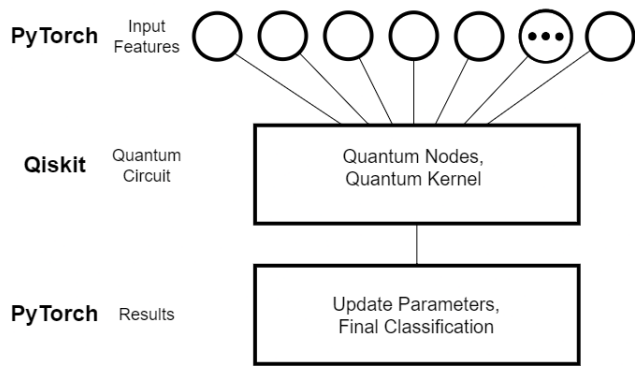 PyTorch
Input
Features
Qiskit
Quantum
Circuit
Quantum Nodes,
Quantum Kernel
PyTorch
Results
Update Parameters,
Final Classification